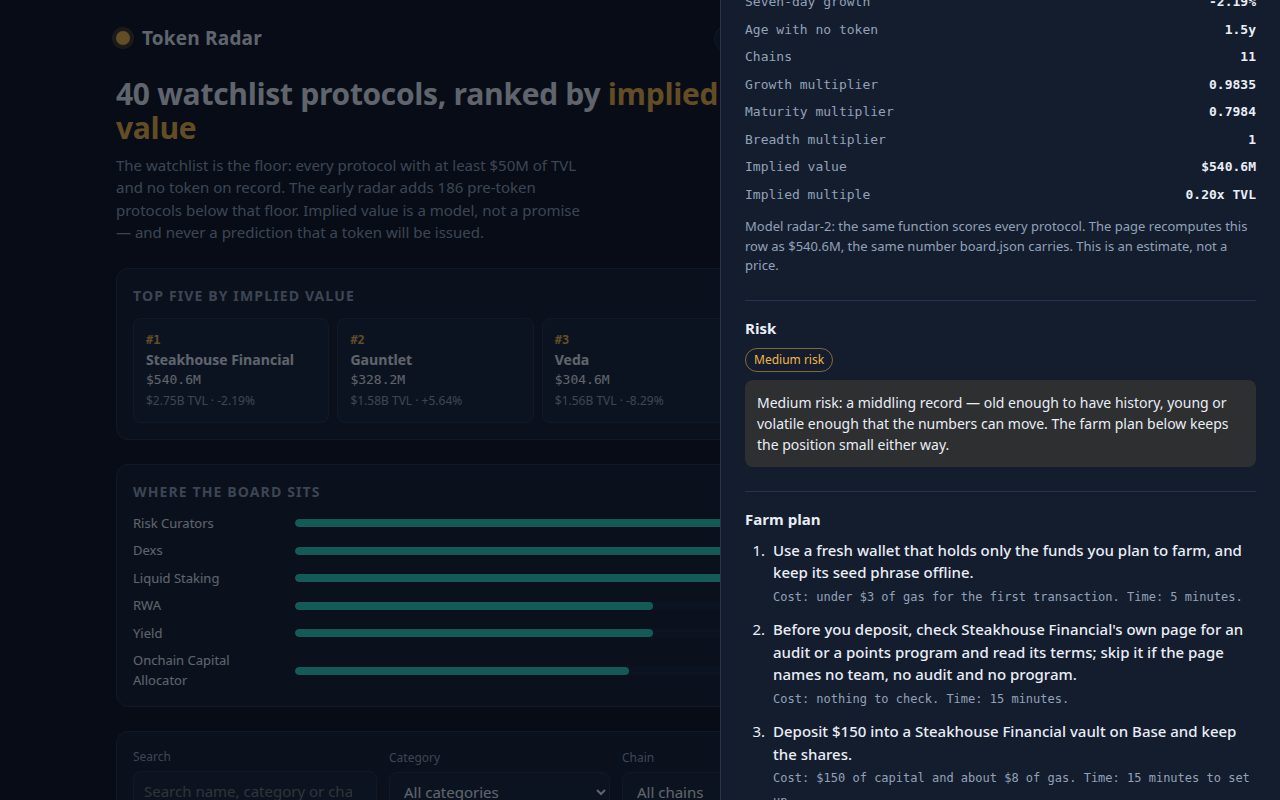 Token Radar
40 watchlist protocols, ranked by implied
value
The watchlist is the floor: every protocol with at least $50M of TVL
and no token on record. The early radar adds 186 pre-token
protocols below that floor. Implied value is a model, not a promise
— and never a prediction that a token will be issued.
TOP FIVE BY IMPLIED VALUE
#1
Steakhouse Financial
$540.6M
$2.75B TVL · -2.19%
#2
Gauntlet
$328.2M
$1.58B TVL · +5.64%
#3
Veda
$304.6M
$1.56B TVL · -8.29%
WHERE THE BOARD SITS
Risk Curators
Dexs
Liquid Staking
RWA
Yield
Onchain Capital
Allocator
Search
Search name, category or cha
Category
All categories
Chain
All chains
Seven-day growth -2.19%
Age with no token 1.5y
Chains 11
Growth multiplier 0.9835
Maturity multiplier 0.7984
Breadth multiplier 1
Implied value $540.6M
Implied multiple 0.20x TVL
Model radar-2: the same function scores every protocol. The page recomputes this
row as $540.6M, the same number board.json carries. This is an estimate, not a
price.
Risk
Medium risk
Medium risk: a middling record — old enough to have history, young or
volatile enough that the numbers can move. The farm plan below keeps
the position small either way.
Farm plan
1. Use a fresh wallet that holds only the funds you plan to farm, and
keep its seed phrase offline.
Cost: under $3 of gas for the first transaction. Time: 5 minutes.
2. Before you deposit, check Steakhouse Financial's own page for an
audit or a points program and read its terms; skip it if the page
names no team, no audit and no program.
Cost: nothing to check. Time: 15 minutes.
3. Deposit $150 into a Steakhouse Financial vault on Base and keep
the shares.
Cost: $150 of capital and about $8 of gas. Time: 15 minutes to set